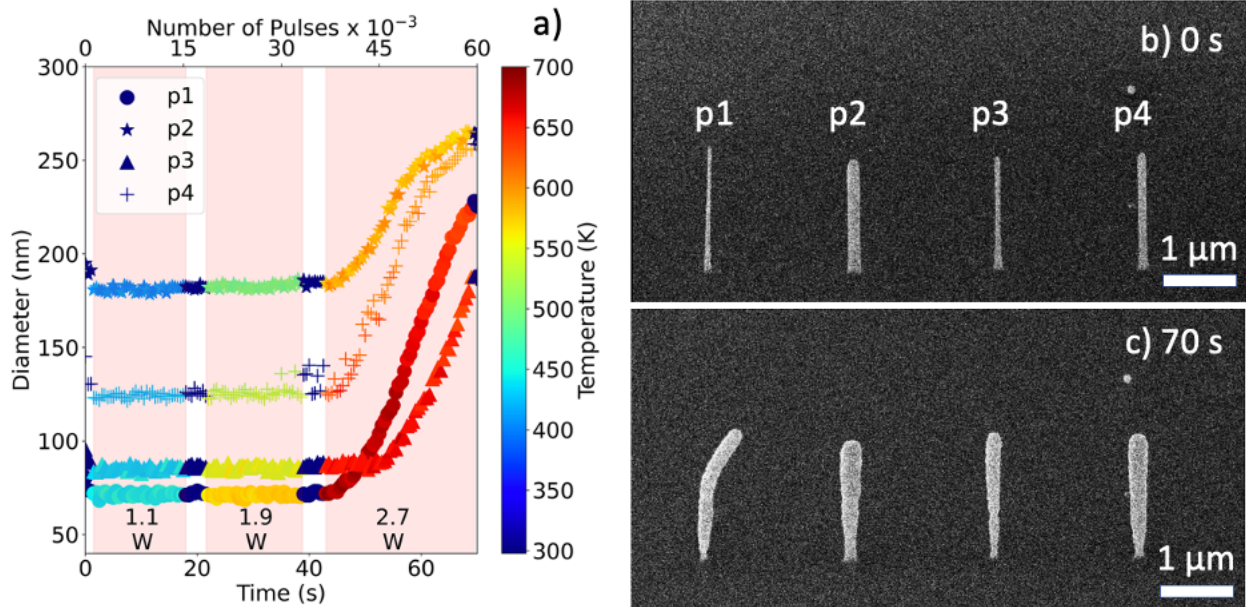 Number of Pulses x 10⁻³
a)
0 15 30 45 60
300
250
200
150
100
50
Diameter (nm)
p1
p2
p3
p4
1.1
W
1.9
W
2.7
W
0 20 40 60
Time (s)
700
650
600
550
500
450
400
350
300
Temperature (K)
b) 0 s
p1 p2 p3 p4
1 μm
c) 70 s
1 μm